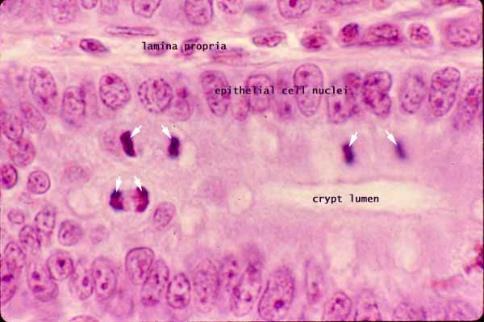 lamina propria
epithelial cell nuclei
crypt lumen